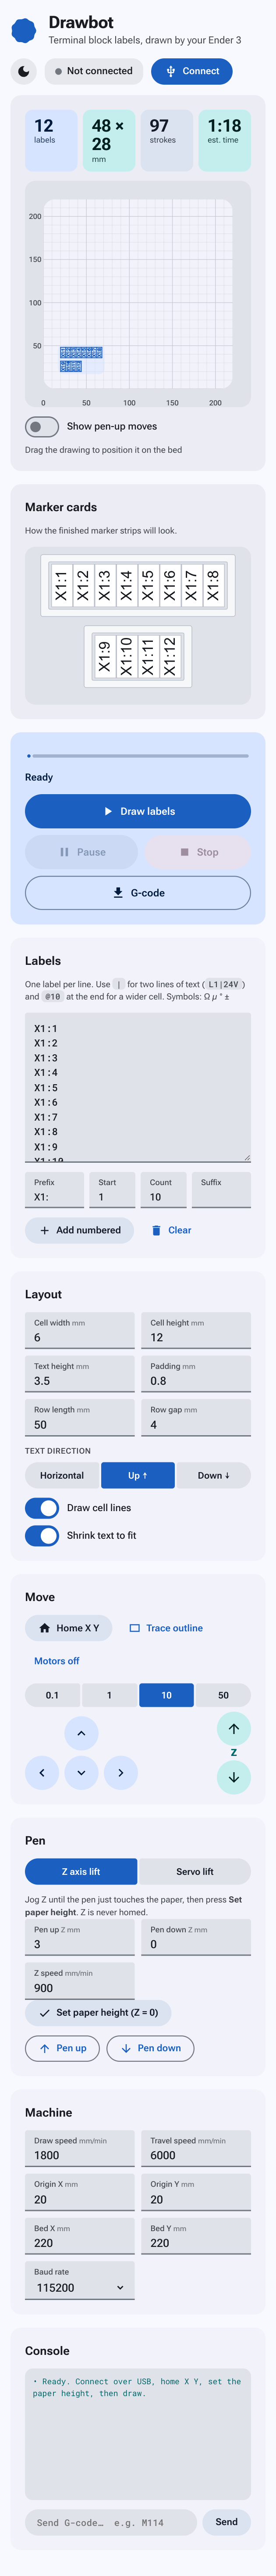 Drawbot
Terminal block labels, drawn by your Ender 3
Not connected
Connect
12
labels
48 ×
28
mm
97
strokes
1:18
est. time
200
150
100
50
0 50 100 150 200
Show pen-up moves
Drag the drawing to position it on the bed
Marker cards
How the finished marker strips will look.
X1:1 X1:2 X1:3 X1:4 X1:5 X1:6 X1:7 X1:8
X1:9 X1:10 X1:11 X1:12
Ready
Draw labels
Pause
Stop
G-code
Labels
One label per line. Use | for two lines of text ( L1|24V )
and @10 at the end for a wider cell. Symbols: Ω µ ° ±
X1:1
X1:2
X1:3
X1:4
X1:5
X1:6
X1:7
X1:8
X1:9
X1:10
Prefix Start Count Suffix
X1: 1 10
Add numbered
Clear
Layout
Cell width mm Cell height mm
6 12
Text height mm Padding mm
3.5 0.8
Row length mm Row gap mm
50 4
TEXT DIRECTION
Horizontal Up ↑ Down ↓
Draw cell lines
Shrink text to fit
Move
Home X Y
Trace outline
Motors off
0.1 1 10 50
Z
Pen
Z axis lift Servo lift
Jog Z until the pen just touches the paper, then press Set
paper height. Z is never homed.
Pen up Z mm Pen down Z mm
3 0
Z speed mm/min
900
Set paper height (Z = 0)
Pen up Pen down
Machine
Draw speed mm/min Travel speed mm/min
1800 6000
Origin X mm Origin Y mm
20 20
Bed X mm Bed Y mm
220 220
Baud rate
115200
Console
· Ready. Connect over USB, home X Y, set the
paper height, then draw.
Send G-code… e.g. M114
Send